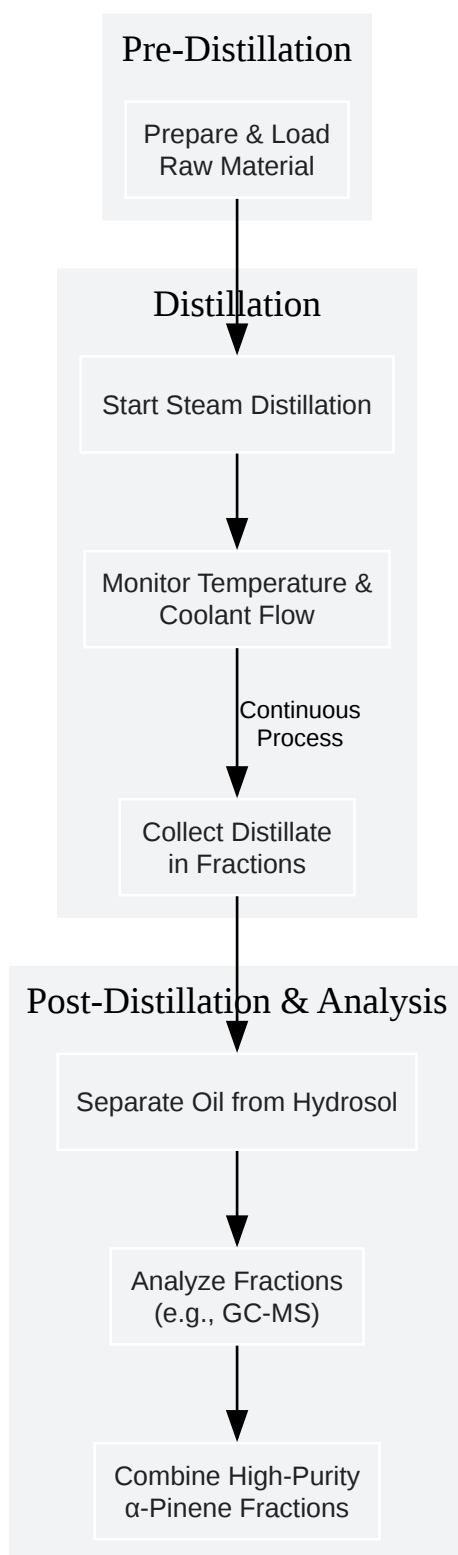 Pre-Distillation
Prepare & Load
Raw Material
Distillation
Start Steam Distillation
Monitor Temperature &
Coolant Flow
Continuous
Process
Collect Distillate
in Fractions
Post-Distillation & Analysis
Separate Oil from Hydrosol
Analyze Fractions
(e.g., GC-MS)
Combine High-Purity
α-Pinene Fractions